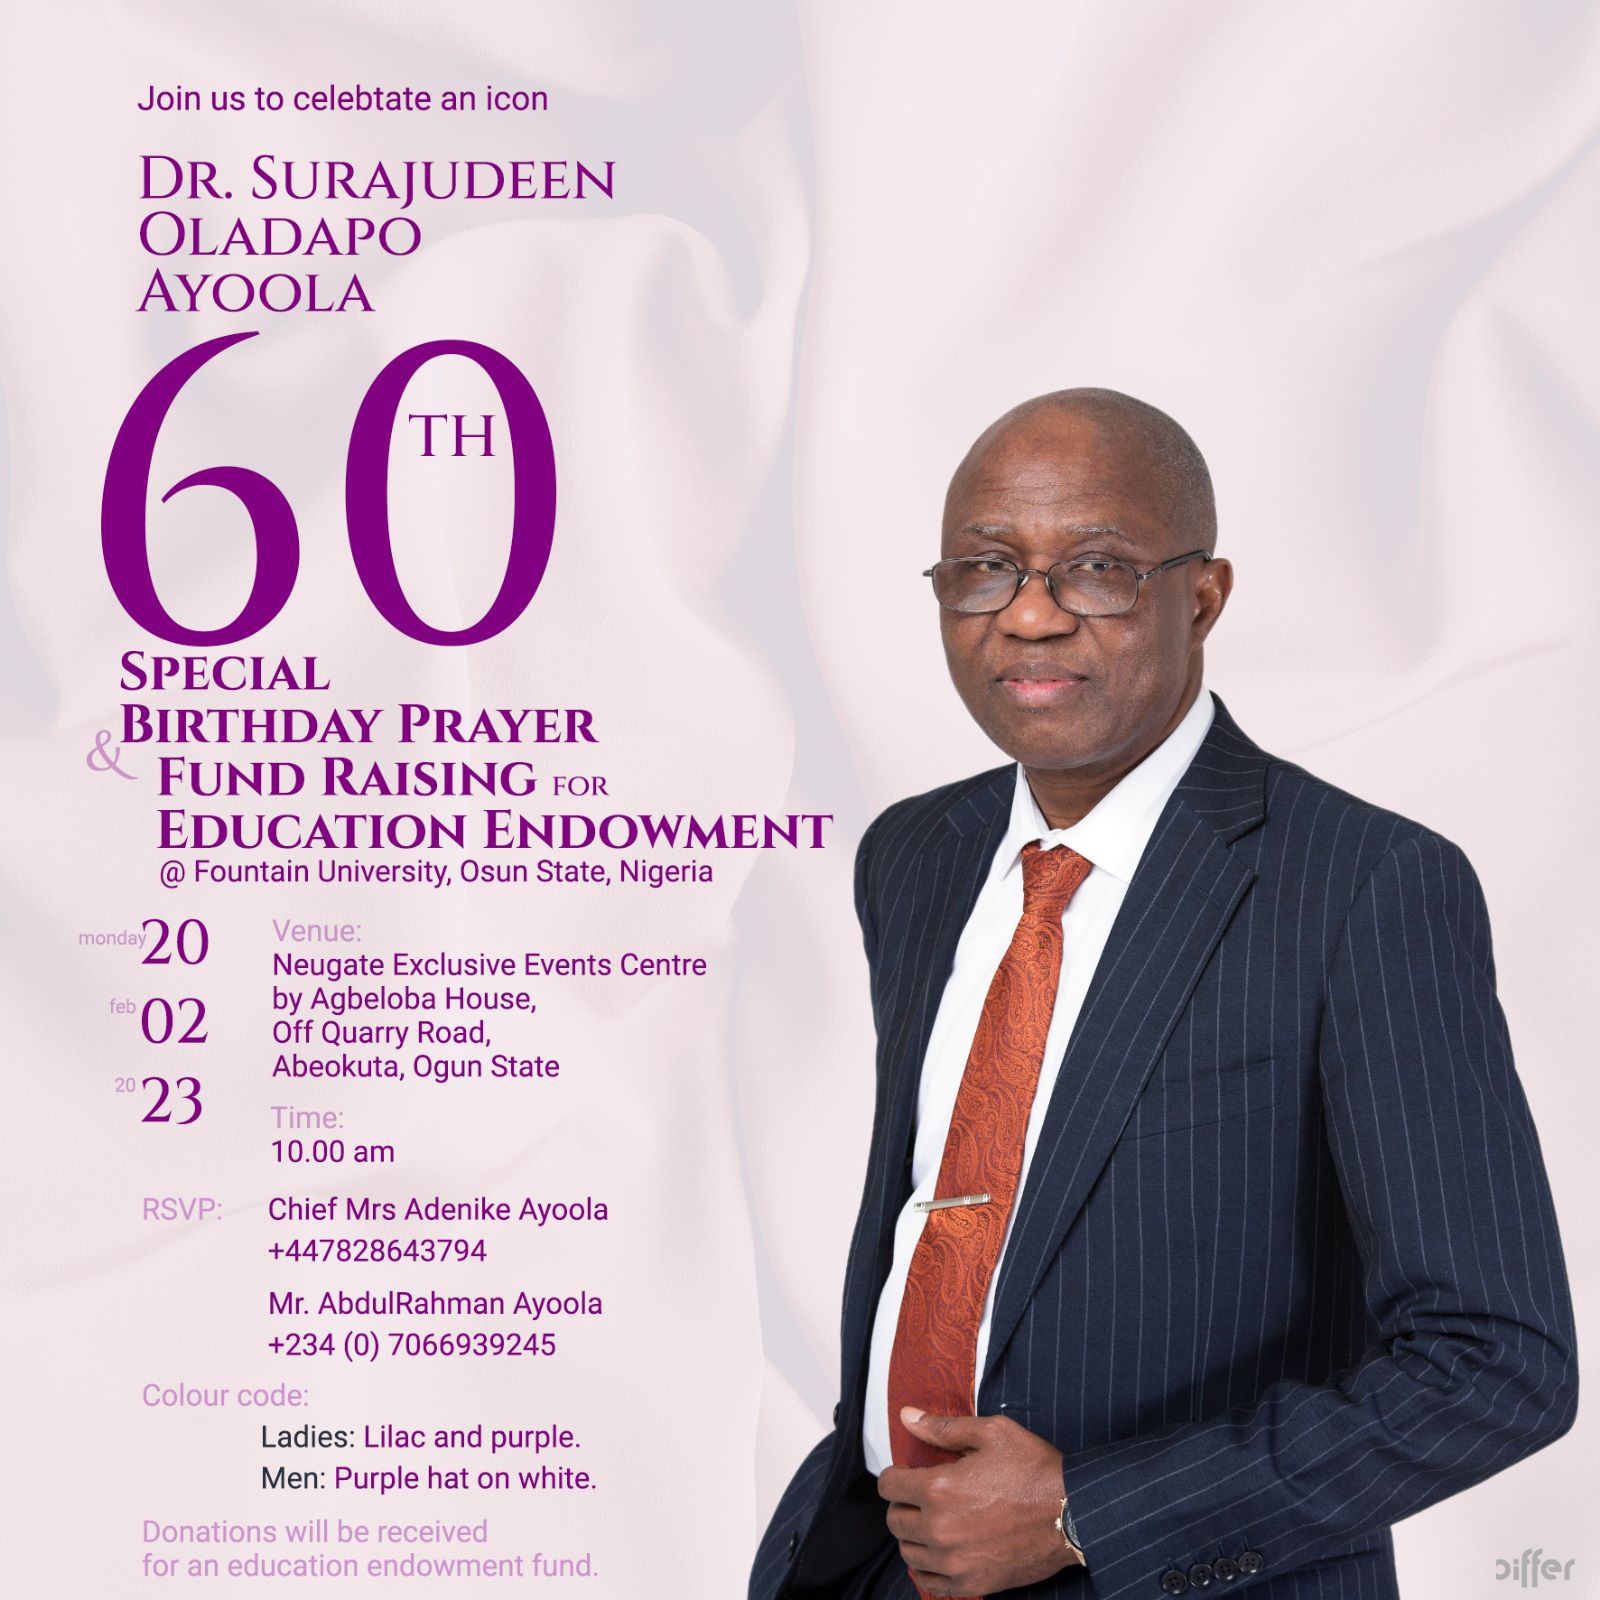 Join us to celebtate an icon
DR. SURAJUDEEN
OLADAPO
AYOOLA
60TH
SPECIAL
BIRTHDAY PRAYER
& FUND RAISING FOR
EDUCATION ENDOWMENT
@ Fountain University, Osun State, Nigeria
monday 20
feb 02
20 23
Venue:
Neugate Exclusive Events Centre
by Agbeloba House,
Off Quarry Road,
Abeokuta, Ogun State
Time:
10.00 am
RSVP: Chief Mrs Adenike Ayoola
+447828643794
Mr. AbdulRahman Ayoola
+234 (0) 7066939245
Colour code:
Ladies: Lilac and purple.
Men: Purple hat on white.
Donations will be received
for an education endowment fund.
Differ